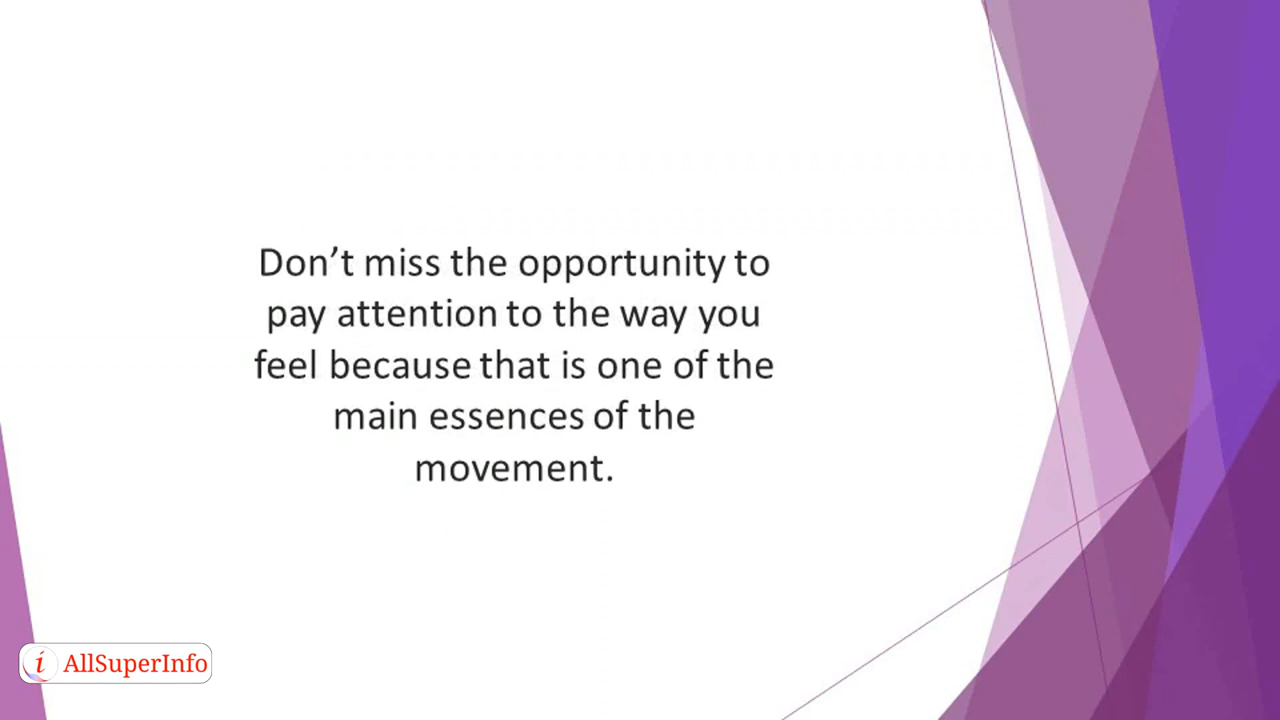 Don’t miss the opportunity to
pay attention to the way you
feel because that is one of the
main essences of the
movement.
i AllSuperInfo